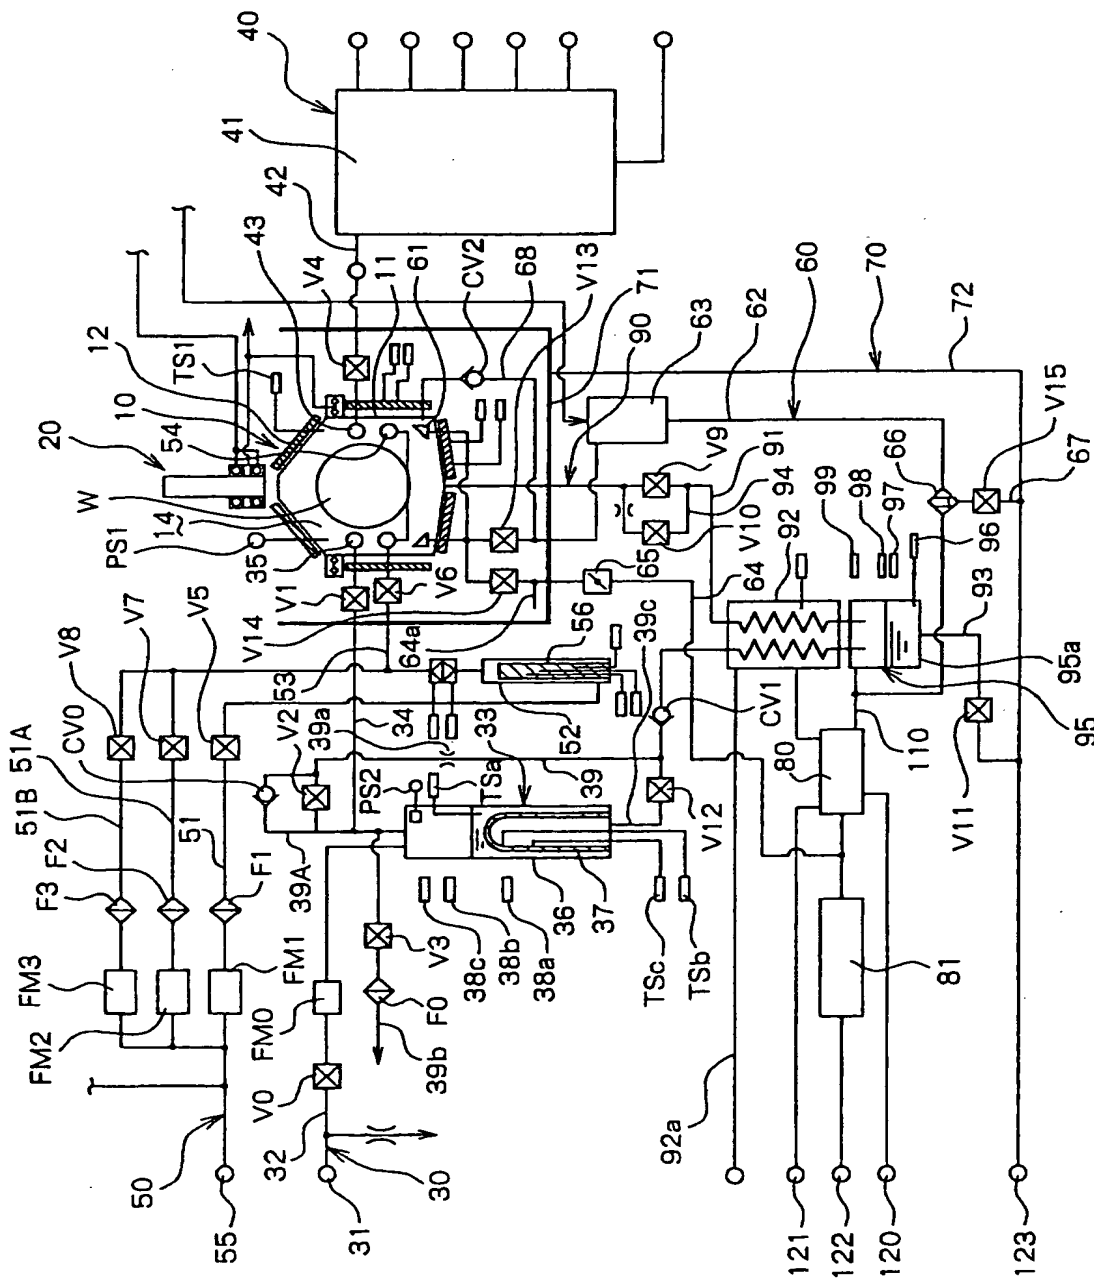 40
41
42
43
V4
11
61
CV2
68
V13
71
90
63
60
62
70
72
12
TS1
10
54
20
W
14
PS1
35
V1
V6
V14
64a
65
64
V9
91
94
V10
92
99
98
97
96
66
V15
67
93
95a
95
V11
110
80
CV1
39c
V8
V7
V5
53
56
52
34
39a
33
TSa
39
V12
PS2
V2
CV0
51A
51B
51
F3
F2
F1
39A
FM3
FM2
FM1
FM0
V0
V3
F0
39b
38c
38b
38a
36
37
TSc
TSb
81
50
55
32
31
30
92a
121
122
120
123